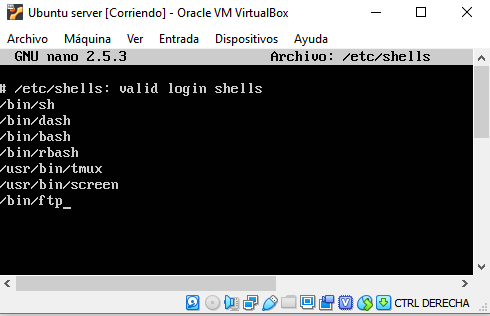 Ubuntu server [Corriendo] - Oracle VM VirtualBox
Archivo Máquina Ver Entrada Dispositivos Ayuda
GNU nano 2.5.3 Archivo: /etc/shells
# /etc/shells: valid login shells
/bin/sh
/bin/dash
/bin/bash
/bin/rbash
/usr/bin/tmux
/usr/bin/screen
/bin/ftp_
CTRL DERECHA